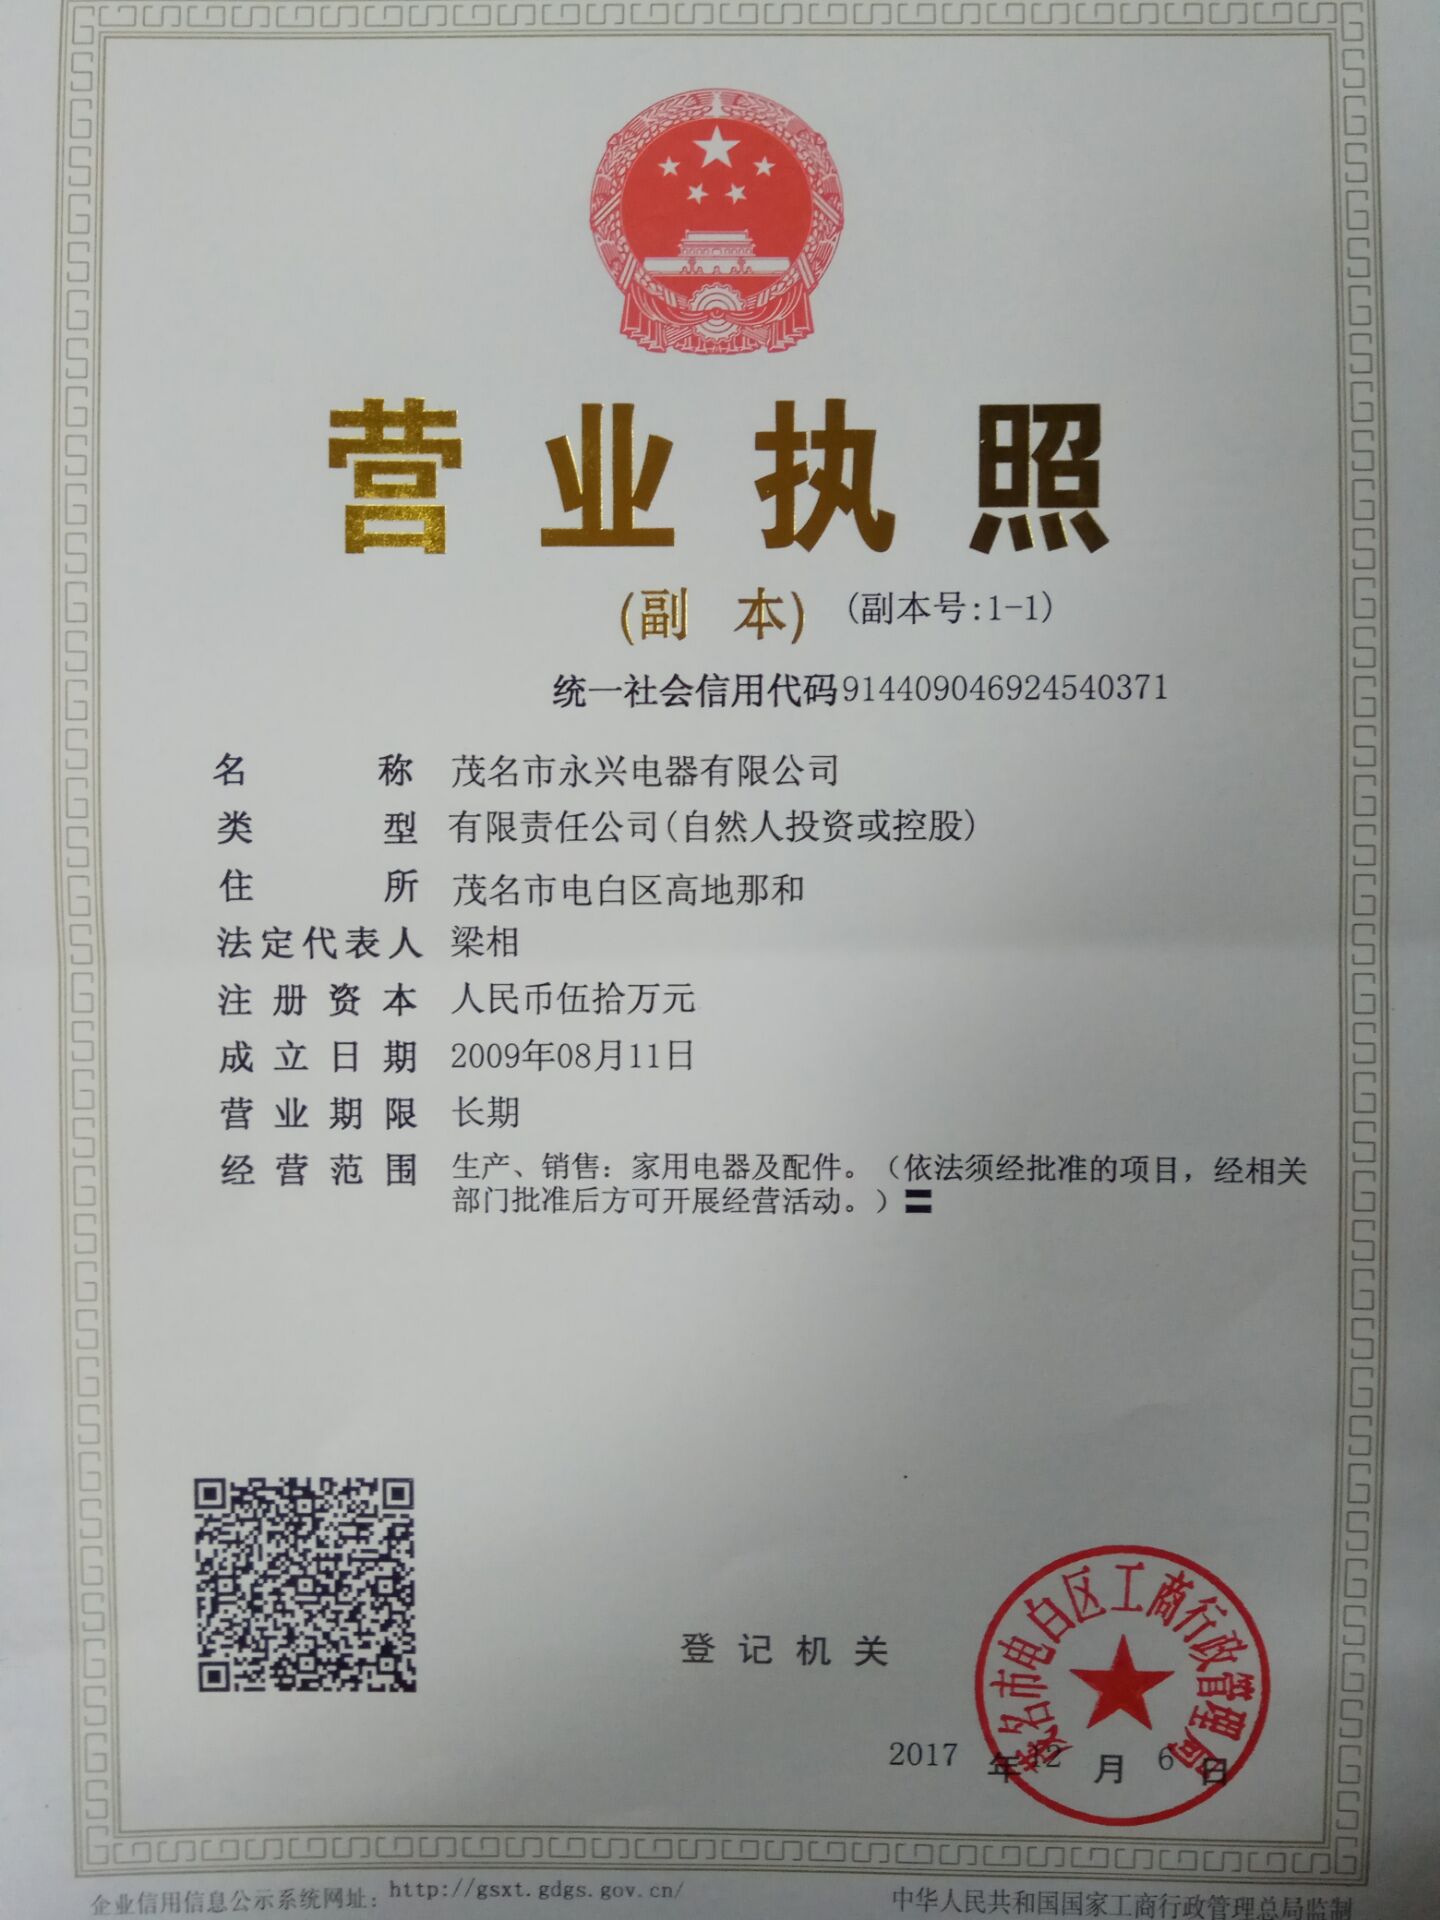 营业执照
(副 本) (副本号:1-1)
统一社会信用代码914409046924540371
名 称 茂名市永兴电器有限公司
类 型 有限责任公司(自然人投资或控股)
住 所 茂名市电白区高地那和
法定代表人 梁相
注册资本 人民币伍拾万元
成立日期 2009年08月11日
营业期限 长期
经营范围 生产、销售：家用电器及配件。（依法须经批准的项目，经相关
部门批准后方可开展经营活动。）〓
茂名市电白区工商行政管理局
登记机关
2017 年 12 月 6 日
企业信用信息公示系统网址：http://gsxt.gdgs.gov.cn/
中华人民共和国国家工商行政管理总局监制